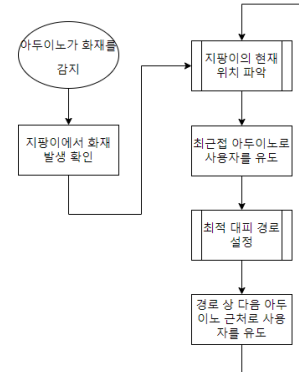 아두이노가 화재를
감지
지팡이에서 화재
발생 확인
지팡이의 현재
위치 파악
최근접 아두이노로
사용자를 유도
최적 대피 경로
설정
경로 상 다음 아두
이노 근처로 사용
자를 유도